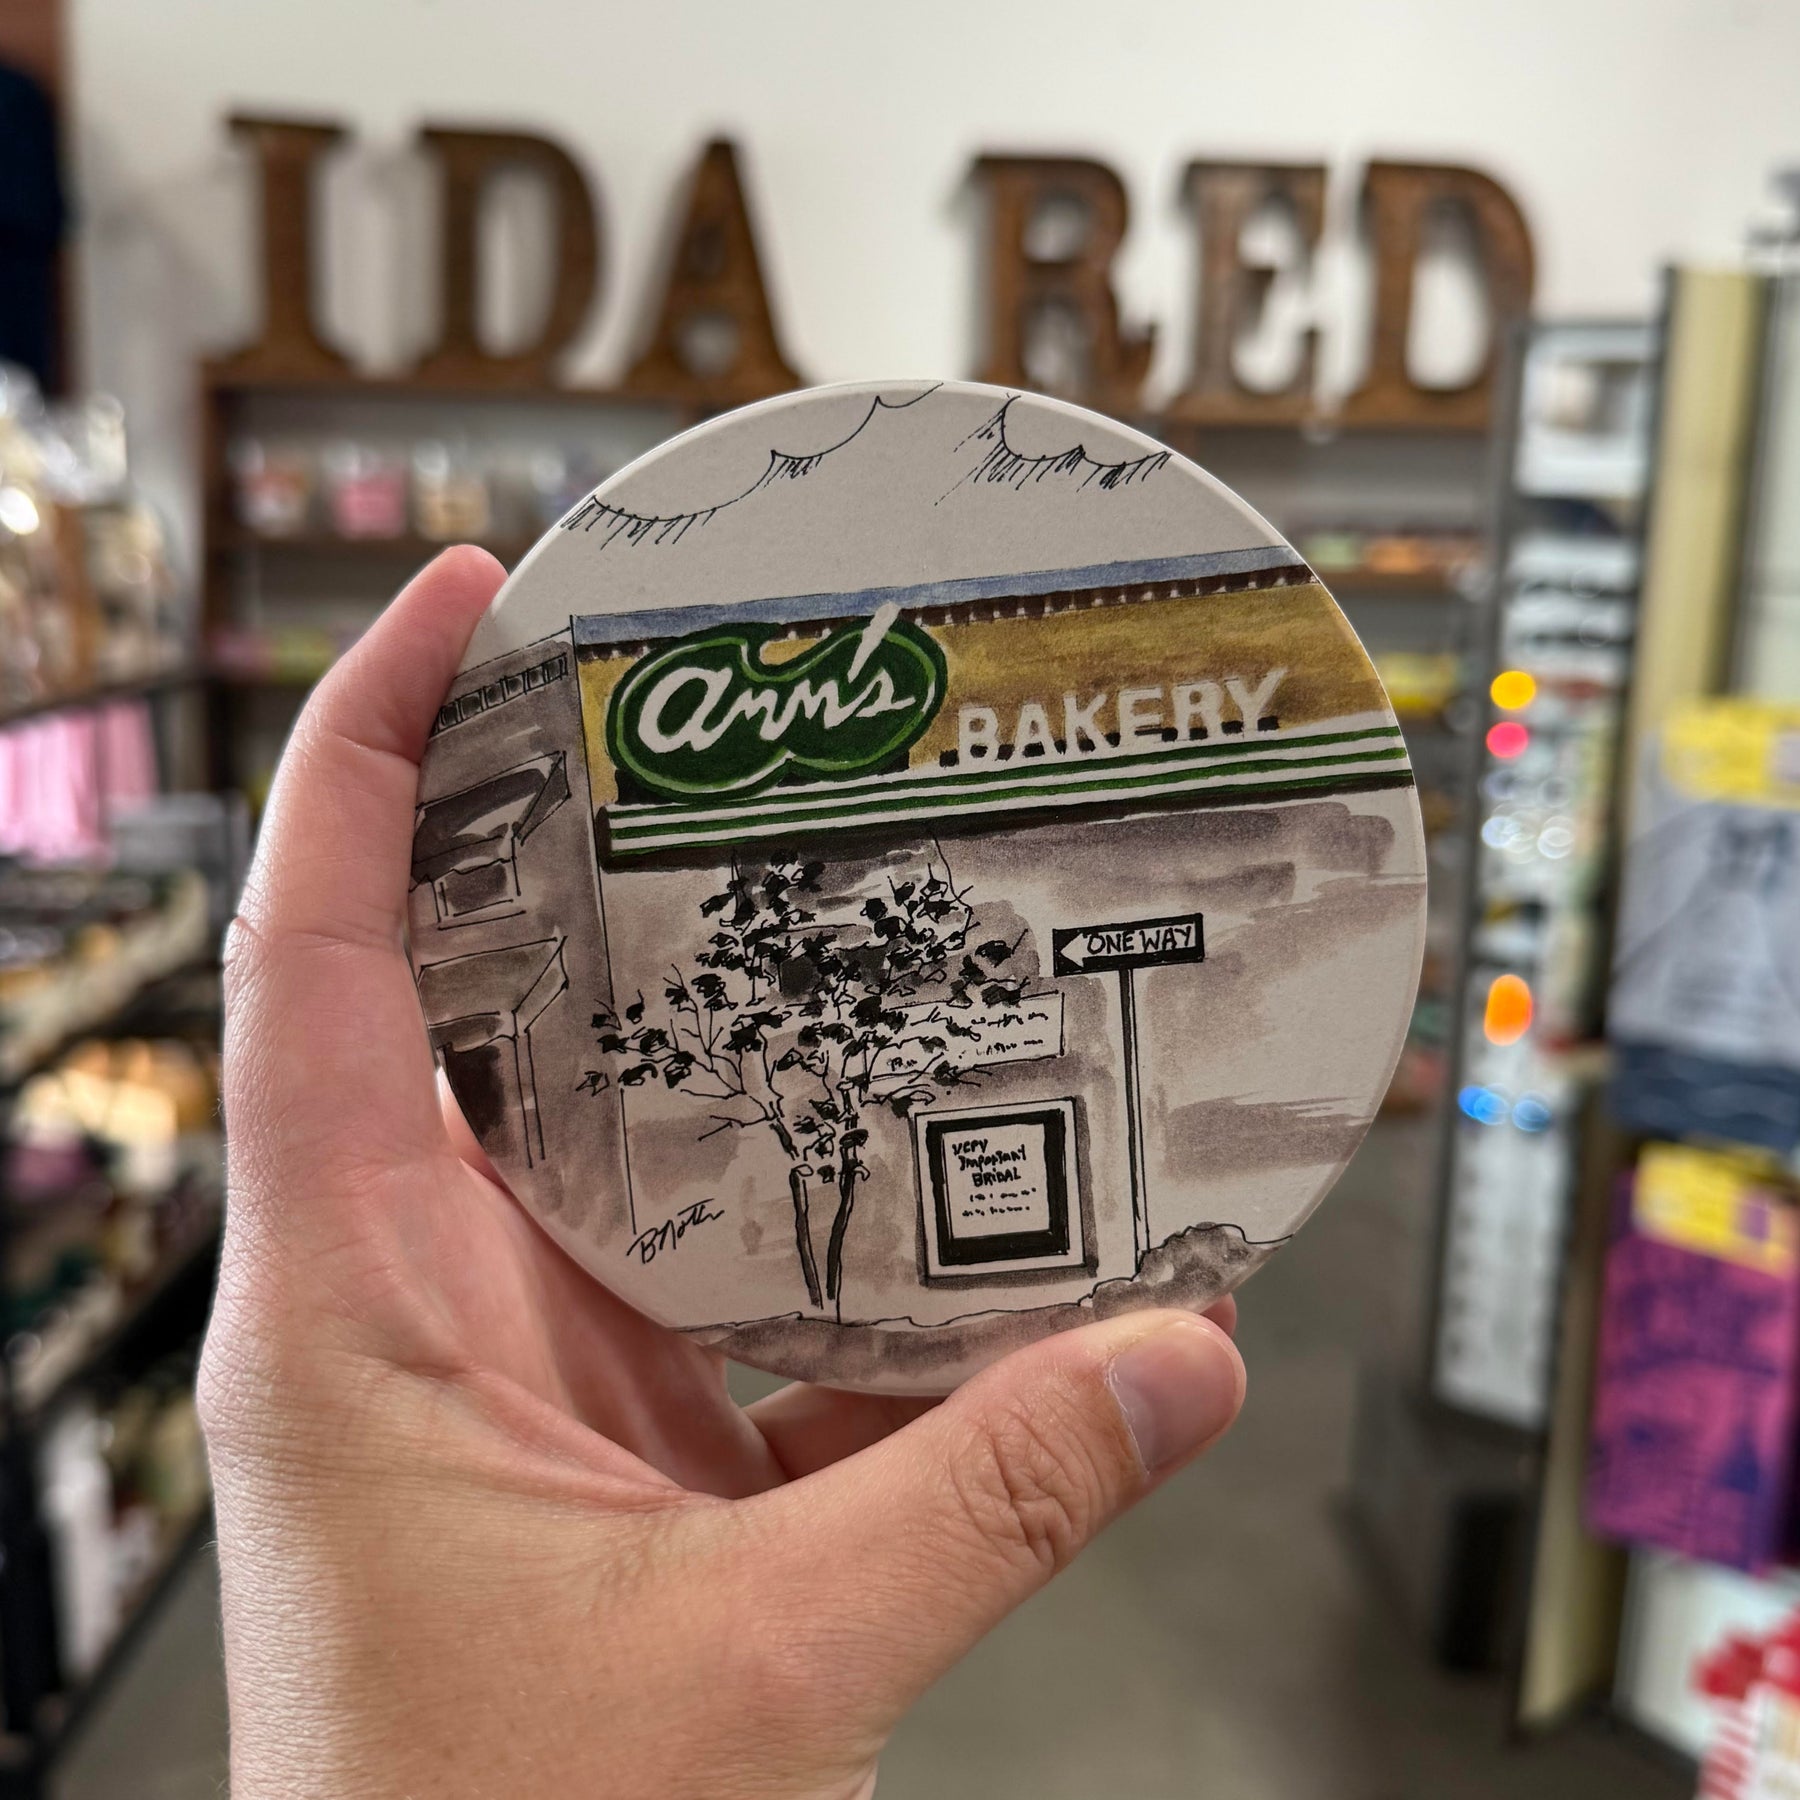 IDA RED
ann's
BAKERY
ONE WAY
VERY
Important
BRIDAL